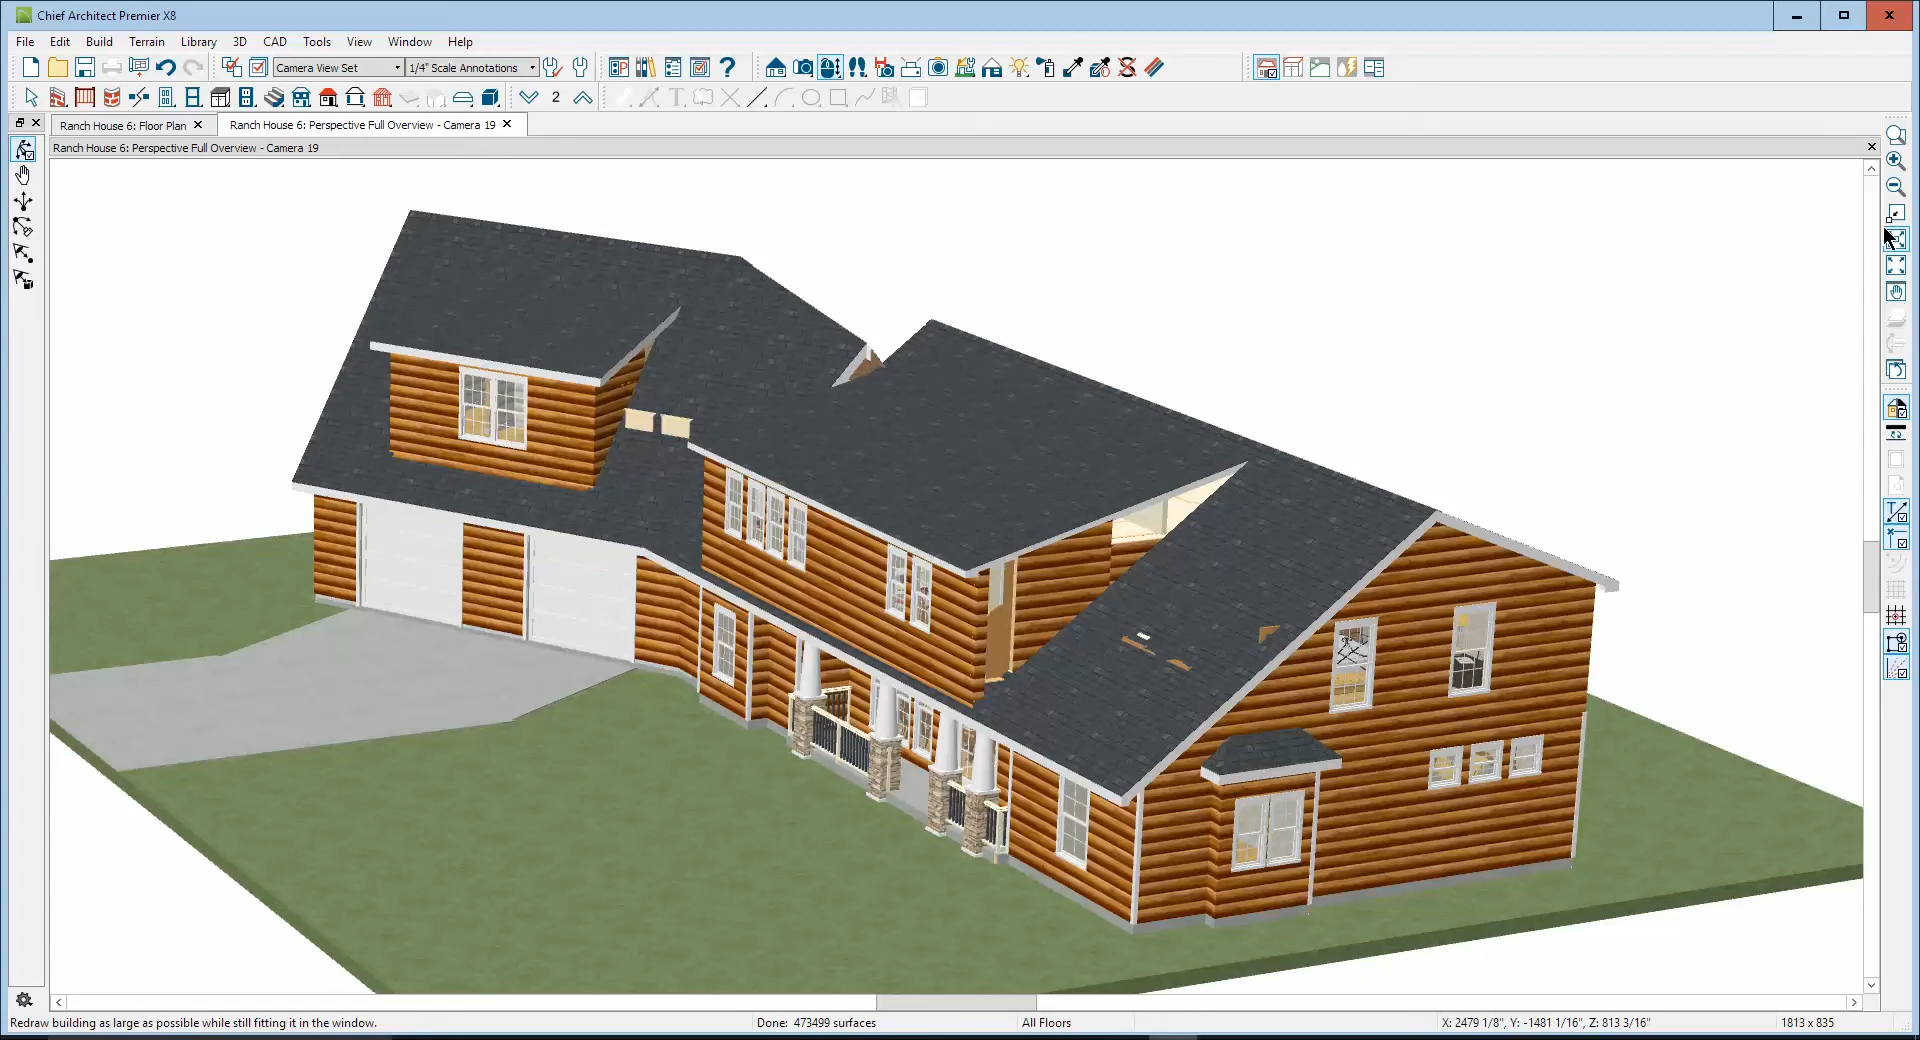 Chief Architect Premier X8
File Edit Build Terrain Library 3D CAD Tools View Window Help
Camera View Set 1/4" Scale Annotations
2
Ranch House 6: Floor Plan Ranch House 6: Perspective Full Overview - Camera 19
Ranch House 6: Perspective Full Overview - Camera 19
Redraw building as large as possible while still fitting it in the window. Done: 473499 surfaces All Floors X: 2479 1/8", Y: -1481 1/16", Z: 813 3/16" 1813 x 835